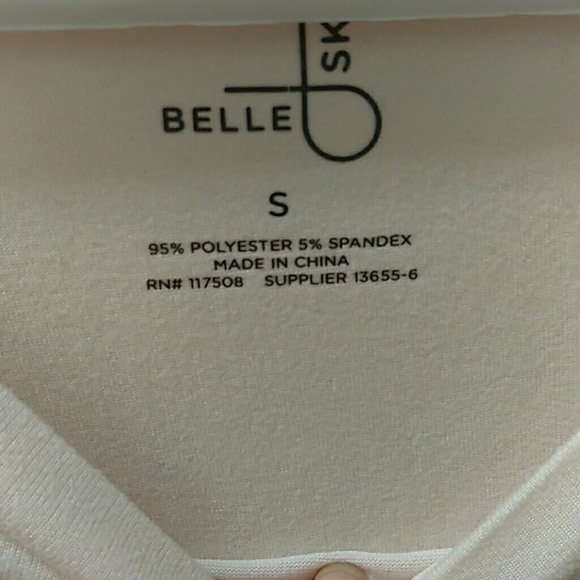 BELLE
SK
S
95% POLYESTER 5% SPANDEX
MADE IN CHINA
RN# 117508 SUPPLIER 13655-6